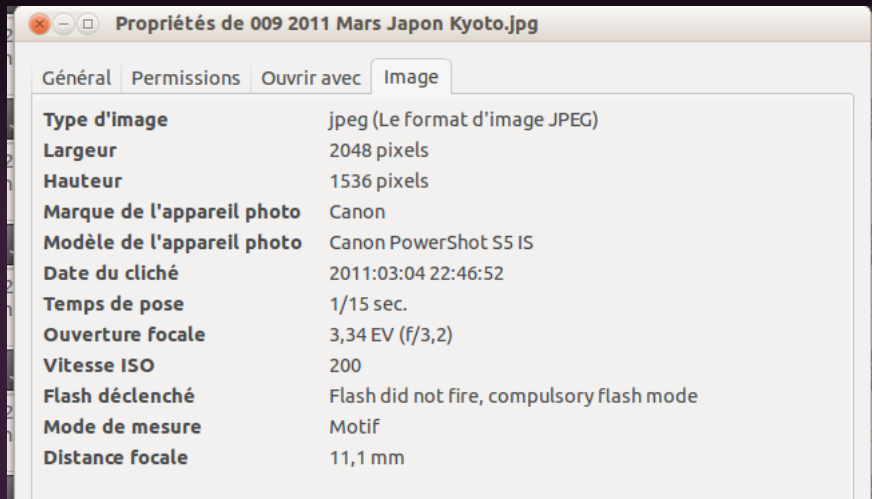 Propriétés de 009 2011 Mars Japon Kyoto.jpg
Général Permissions Ouvrir avec Image
Type d'image jpeg (Le format d'image JPEG)
Largeur 2048 pixels
Hauteur 1536 pixels
Marque de l'appareil photo Canon
Modèle de l'appareil photo Canon PowerShot S5 IS
Date du cliché 2011:03:04 22:46:52
Temps de pose 1/15 sec.
Ouverture focale 3,34 EV (f/3,2)
Vitesse ISO 200
Flash déclenché Flash did not fire, compulsory flash mode
Mode de mesure Motif
Distance focale 11,1 mm